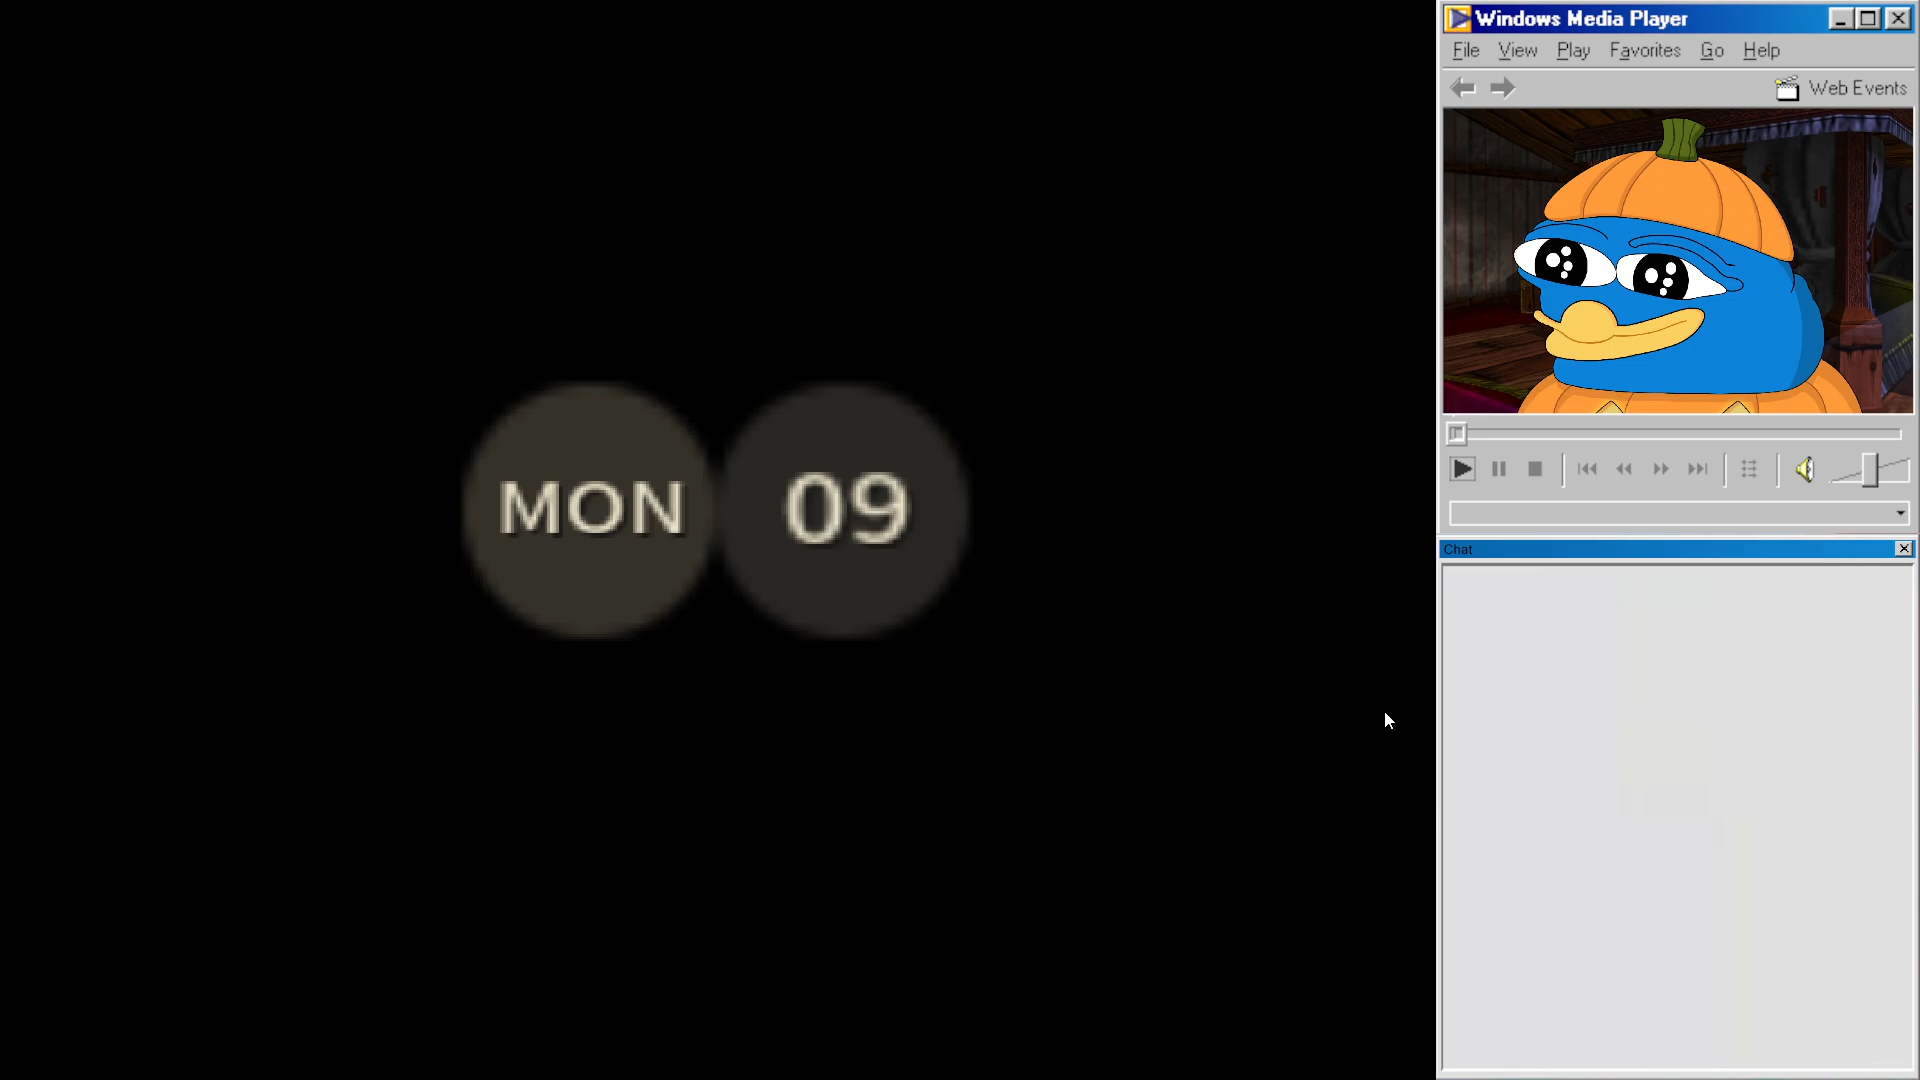 MON 09
Windows Media Player
File View Play Favorites Go Help
Web Events
Chat